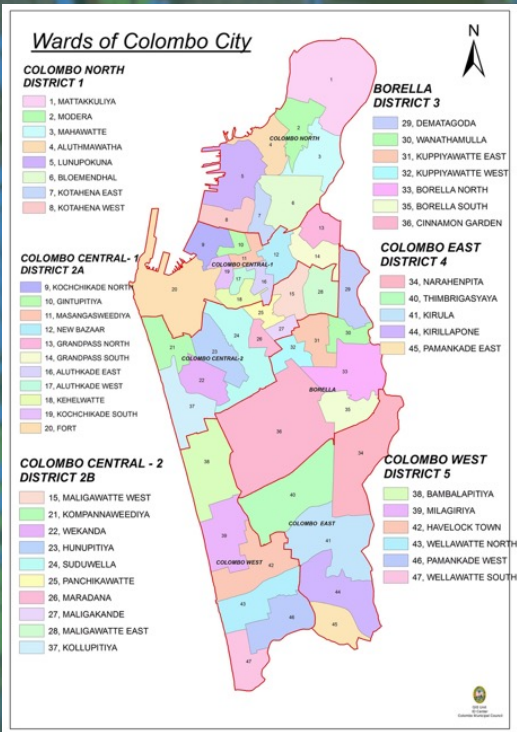 Wards of Colombo City
N
COLOMBO NORTH
DISTRICT 1
1, MATTAKKULIYA
2, MODERA
3, MAHAWATTE
4, ALUTHMAWATHA
5, LUNUPOKUNA
6, BLOEMENDHAL
7, KOTAHENA EAST
8, KOTAHENA WEST
COLOMBO CENTRAL- 1
DISTRICT 2A
9, KOCHCHIKADE NORTH
10, GINTUPITIYA
11, MASANGASWEEDIYA
12, NEW BAZAAR
13, GRANDPASS NORTH
14, GRANDPASS SOUTH
16, ALUTHKADE EAST
17, ALUTHKADE WEST
18, KEHELWATTE
19, KOCHCHIKADE SOUTH
20, FORT
COLOMBO CENTRAL - 2
DISTRICT 2B
15, MALIGAWATTE WEST
21, KOMPANNAWEEDIYA
22, WEKANDA
23, HUNUPITIYA
24, SUDUWELLA
25, PANCHIKAWATTE
26, MARADANA
27, MALIGAKANDE
28, MALIGAWATTE EAST
37, KOLLUPITIYA
BORELLA
DISTRICT 3
29, DEMATAGODA
30, WANATHAMULLA
31, KUPPIYAWATTE EAST
32, KUPPIYAWATTE WEST
33, BORELLA NORTH
35, BORELLA SOUTH
36, CINNAMON GARDEN
COLOMBO EAST
DISTRICT 4
34, NARAHENPITA
40, THIMBRIGASYAYA
41, KIRULA
44, KIRILLAPONE
45, PAMANKADE EAST
COLOMBO WEST
DISTRICT 5
38, BAMBALAPITIYA
39, MILAGIRIYA
42, HAVELOCK TOWN
43, WELLAWATTE NORTH
46, PAMANKADE WEST
47, WELLAWATTE SOUTH
1
2
COLOMBO NORTH
4
3
5
6
8
7
13
9
10
11
12
14
COLOMBO CENTRAL-1
19
17
16
20
18
15
28
29
25
27
21
24
26
23
32
31
30
COLOMBO CENTRAL-2
22
33
37
BORELLA
35
36
34
38
40
COLOMBO EAST
39
41
COLOMBO WEST
42
44
43
46
45
47
Colombo Municipal Council